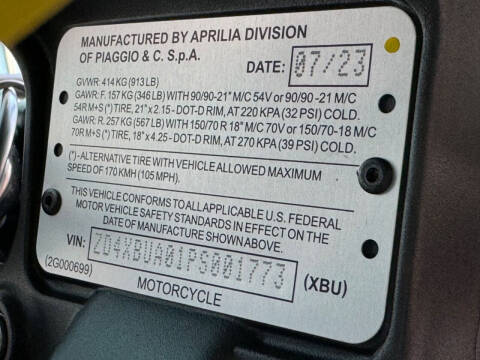 MANUFACTURED BY APRILIA DIVISION
OF PIAGGIO & C. S.p.A.
DATE: 07/23
GVWR: 414 KG (913 LB)
GAWR: F. 157 KG (346 LB) WITH 90/90-21" M/C 54V or 90/90 -21 M/C
54R M+S (*) TIRE, 21" x 2.15 - DOT-D RIM, AT 220 KPA (32 PSI) COLD.
GAWR: R. 257 KG (567 LB) WITH 150/70 R 18" M/C 70V or 150/70-18 M/C
70R M+S (*) TIRE, 18" x 4.25 - DOT-D RIM, AT 270 KPA (39 PSI) COLD.
(*) - ALTERNATIVE TIRE WITH VEHICLE ALLOWED MAXIMUM
SPEED OF 170 KMH (105 MPH).
THIS VEHICLE CONFORMS TO ALL APPLICABLE U.S. FEDERAL
MOTOR VEHICLE SAFETY STANDARDS IN EFFECT ON THE
DATE OF MANUFACTURE SHOWN ABOVE.
VIN: ZD4XBUA01PS001773 (XBU)
(2G000699)
MOTORCYCLE